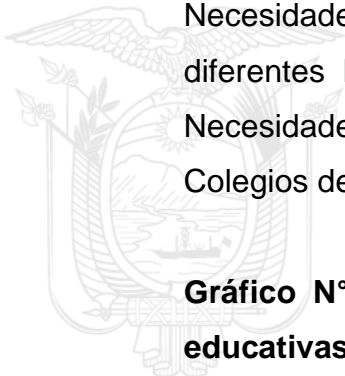 Necesidade
diferentes
Necesidade
Colegios de
Gráfico N°
educativas